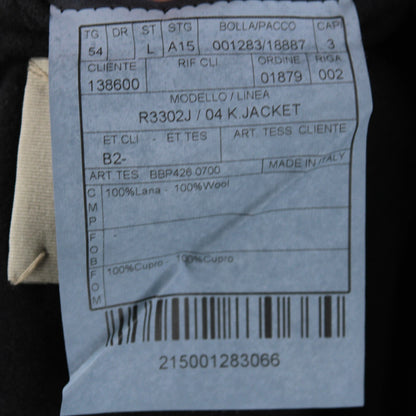 TG DR ST STG BOLLA/PACCO CAP
54 L A15 001283/18887 3
CLIENTE RIF CLI ORDINE RIGA
138600 01879 002
MODELLO / LINEA
R3302J / 04 K.JACKET
ET CLI - ET TES ART. TESS CLIENTE
B2-
ART.TES BBP426 0700 MADE IN ITALY
C M P 100%Lana - 100%Wool
F O B
F O M 100%Cupro - 100%Cupro
215001283066